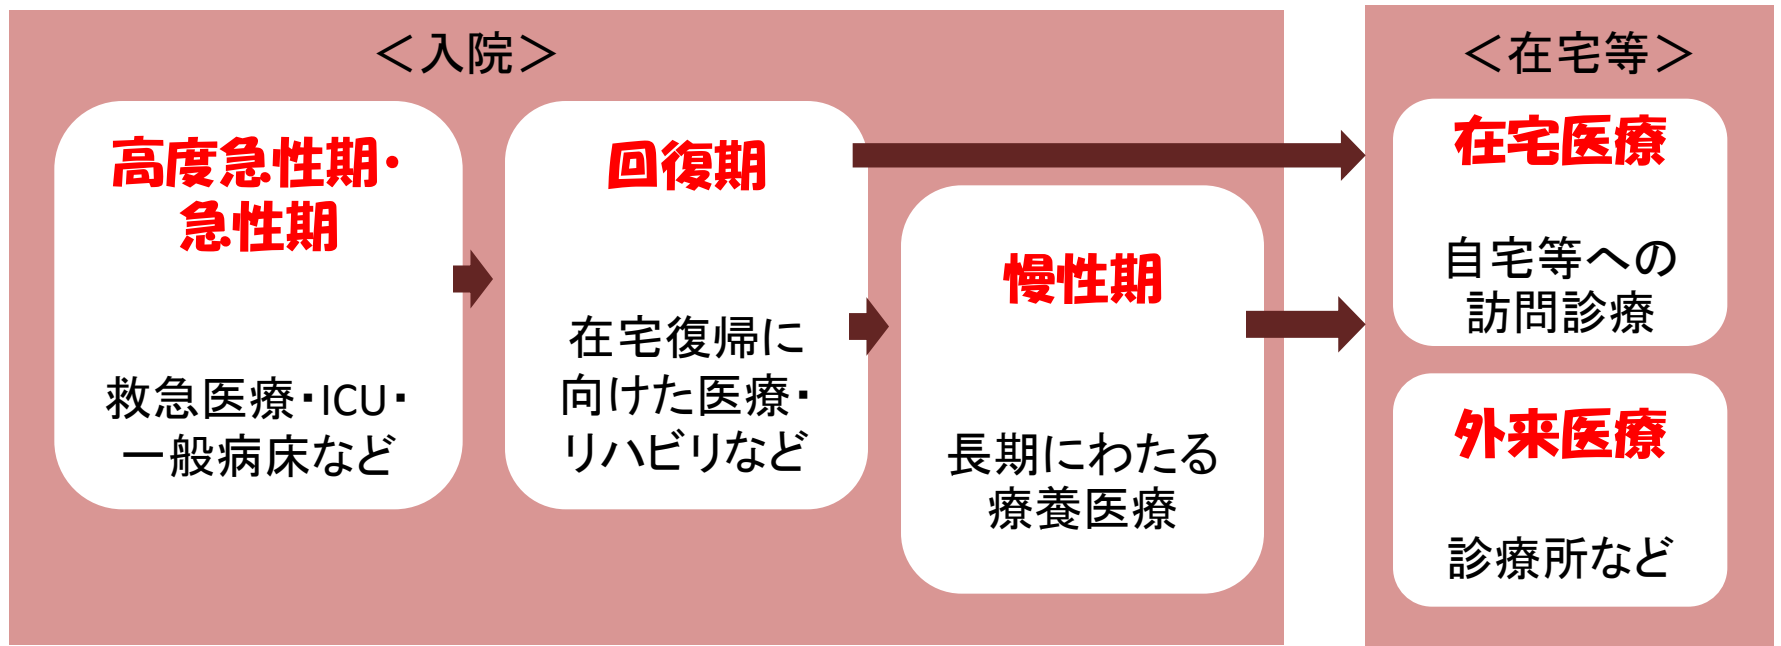 ＜入院＞
高度急性期・
急性期
救急医療・ICU・
一般病床など
回復期
在宅復帰に
向けた医療・
リハビリなど
慢性期
長期にわたる
療養医療
＜在宅等＞
在宅医療
自宅等への
訪問診療
外来医療
診療所など